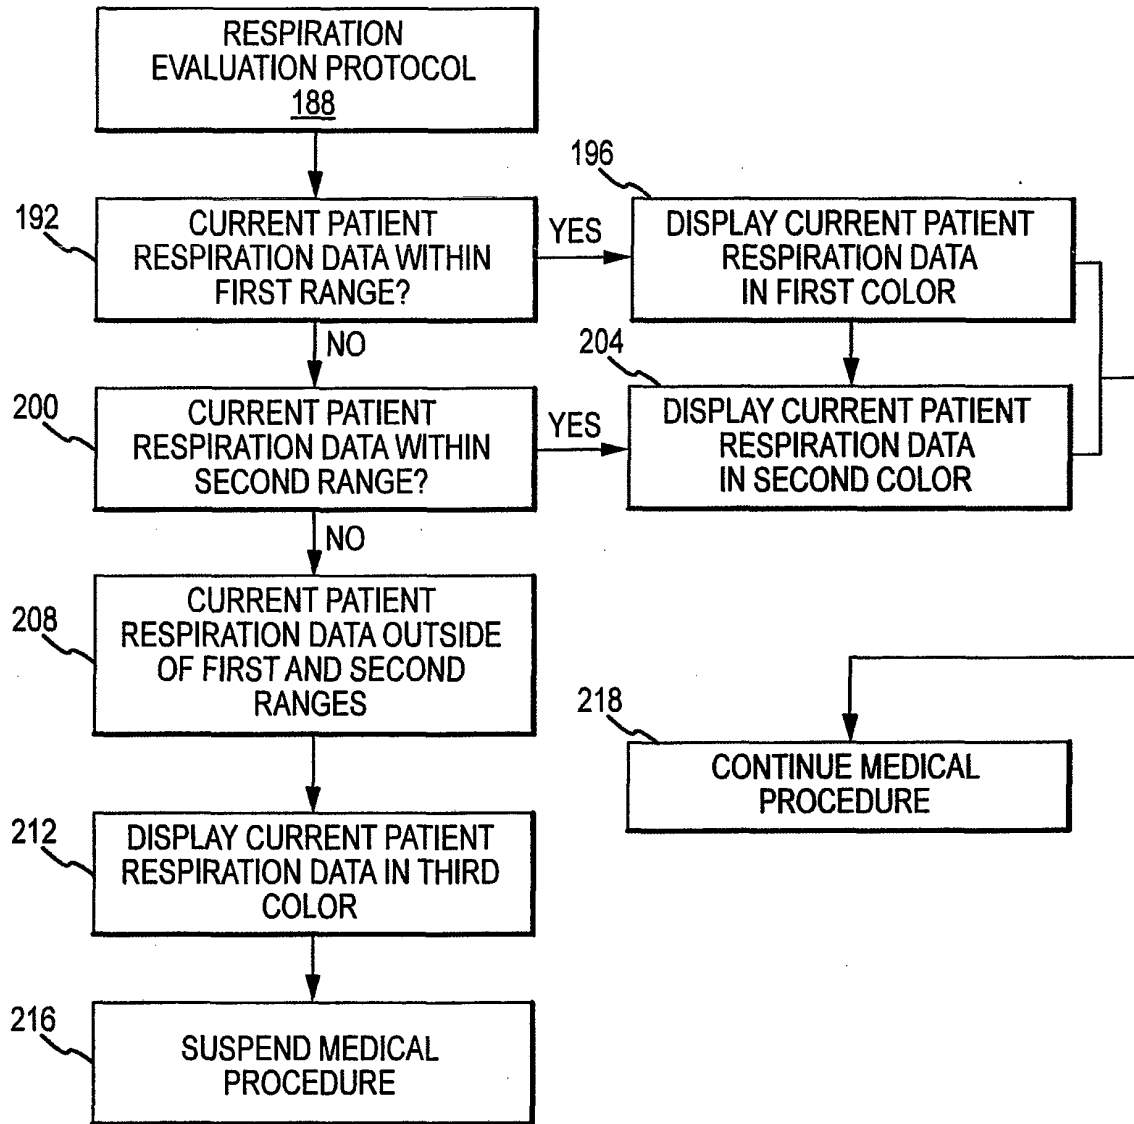 RESPIRATION
EVALUATION PROTOCOL
188
192
CURRENT PATIENT
RESPIRATION DATA WITHIN
FIRST RANGE?
YES
196
DISPLAY CURRENT PATIENT
RESPIRATION DATA
IN FIRST COLOR
NO
200
CURRENT PATIENT
RESPIRATION DATA WITHIN
SECOND RANGE?
YES
204
DISPLAY CURRENT PATIENT
RESPIRATION DATA
IN SECOND COLOR
NO
208
CURRENT PATIENT
RESPIRATION DATA OUTSIDE
OF FIRST AND SECOND
RANGES
218
CONTINUE MEDICAL
PROCEDURE
212
DISPLAY CURRENT PATIENT
RESPIRATION DATA IN THIRD
COLOR
216
SUSPEND MEDICAL
PROCEDURE